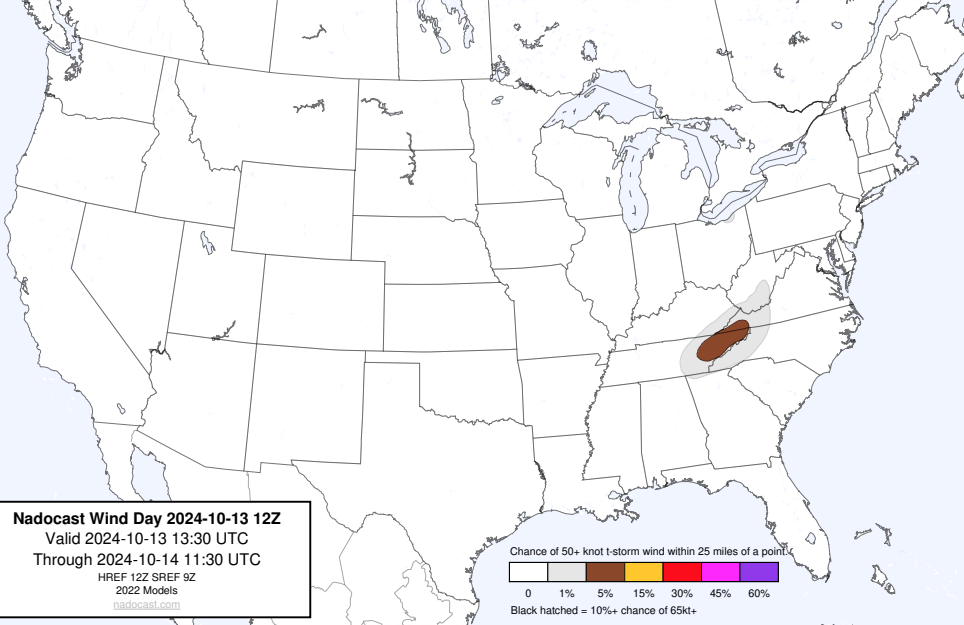 Nadocast Wind Day 2024-10-13 12Z
Valid 2024-10-13 13:30 UTC
Through 2024-10-14 11:30 UTC
HREF 12Z SREF 9Z
2022 Models
nadocast.com
Chance of 50+ knot t-storm wind within 25 miles of a point.
0 1% 5% 15% 30% 45% 60%
Black hatched = 10%+ chance of 65kt+